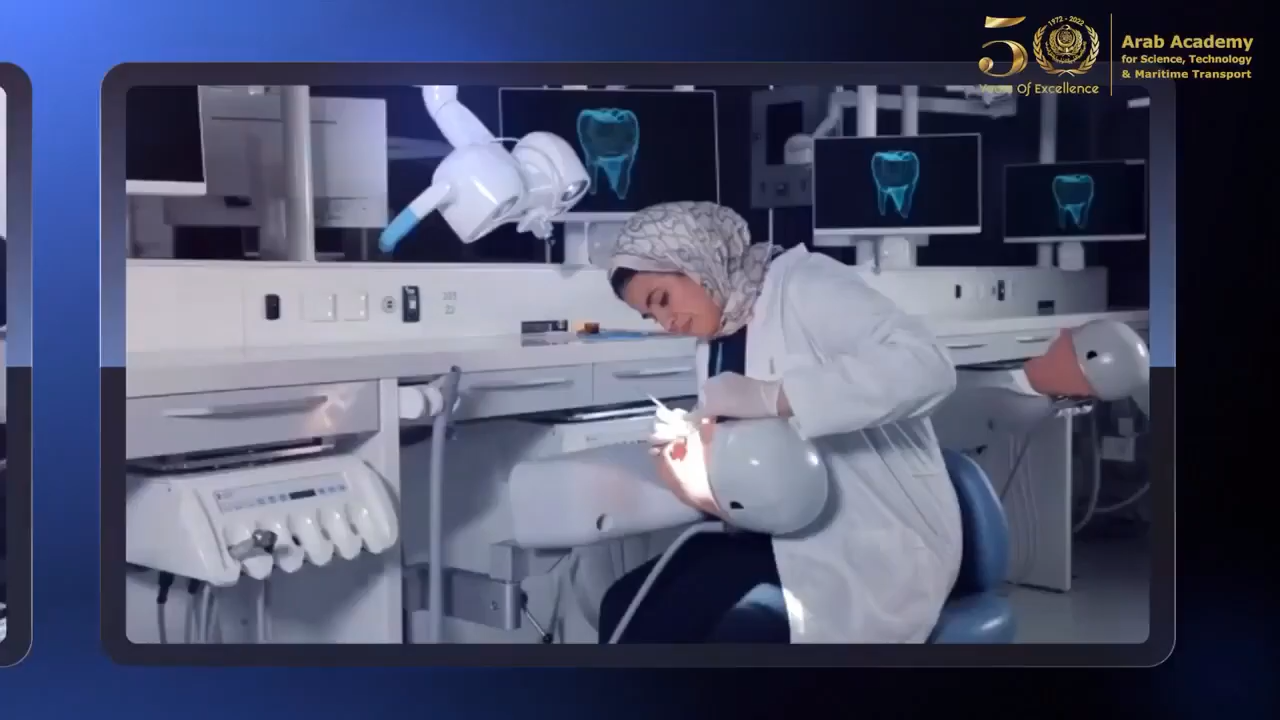 50
1972 - 2022
Years Of Excellence
Arab Academy
for Science, Technology
& Maritime Transport